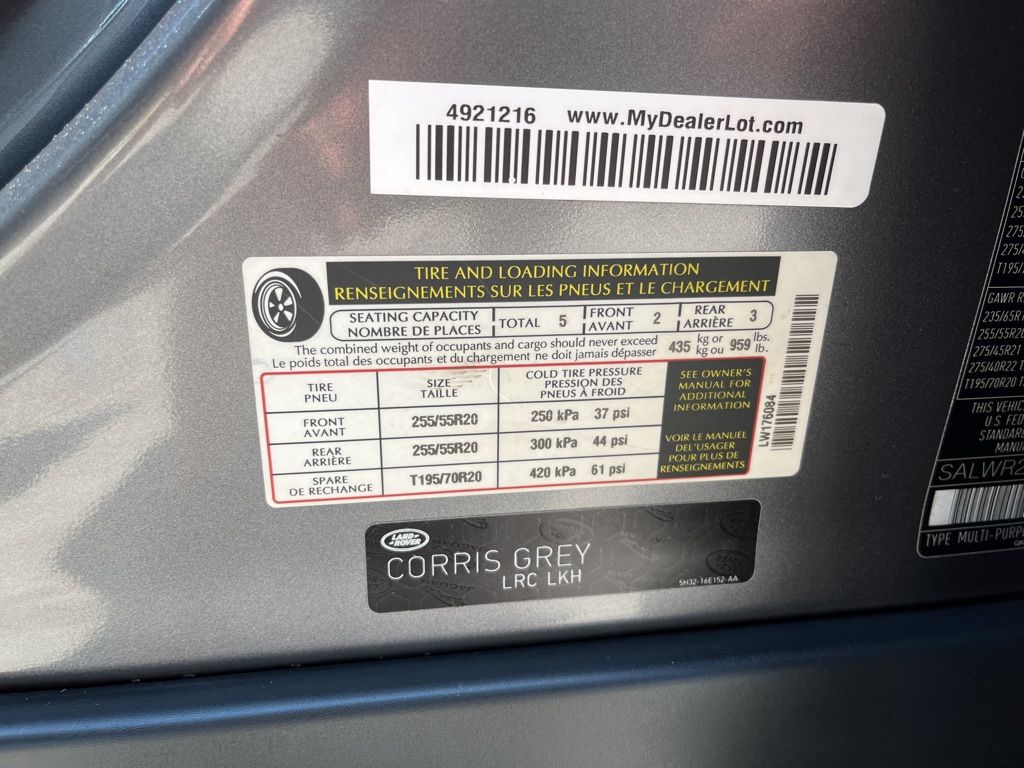 4921216 www.MyDealerLot.com
TIRE AND LOADING INFORMATION
RENSEIGNEMENTS SUR LES PNEUS ET LE CHARGEMENT
SEATING CAPACITY
NOMBRE DE PLACES
TOTAL 5
FRONT
AVANT
2
REAR
ARRIÈRE
3
The combined weight of occupants and cargo should never exceed
Le poids total des occupants et du chargement ne doit jamais dépasser
435 kg or
kg ou
959 lbs.
lb.
TIRE
PNEU
SIZE
TAILLE
COLD TIRE PRESSURE
PRESSION DES
PNEUS À FROID
SEE OWNER'S
MANUAL FOR
ADDITIONAL
INFORMATION
FRONT
AVANT
255/55R20
250 kPa 37 psi
REAR
ARRIÈRE
255/55R20
300 kPa 44 psi
VOIR LE MANUEL
DEL'USAGER
POUR PLUS DE
RENSEIGNEMENTS
SPARE
DE RECHANGE
T195/70R20
420 kPa 61 psi
LW176084
LAND
ROVER
CORRIS GREY
LRC LKH
5H32-16E152-AA
GAWR R
235/65R1
255/55R20
275/45R21
275/40R22
T195/70R20
THIS VEHIC
U S FED
STANDAR
MANU
SALWR2
TYPE MULTI-PURPO